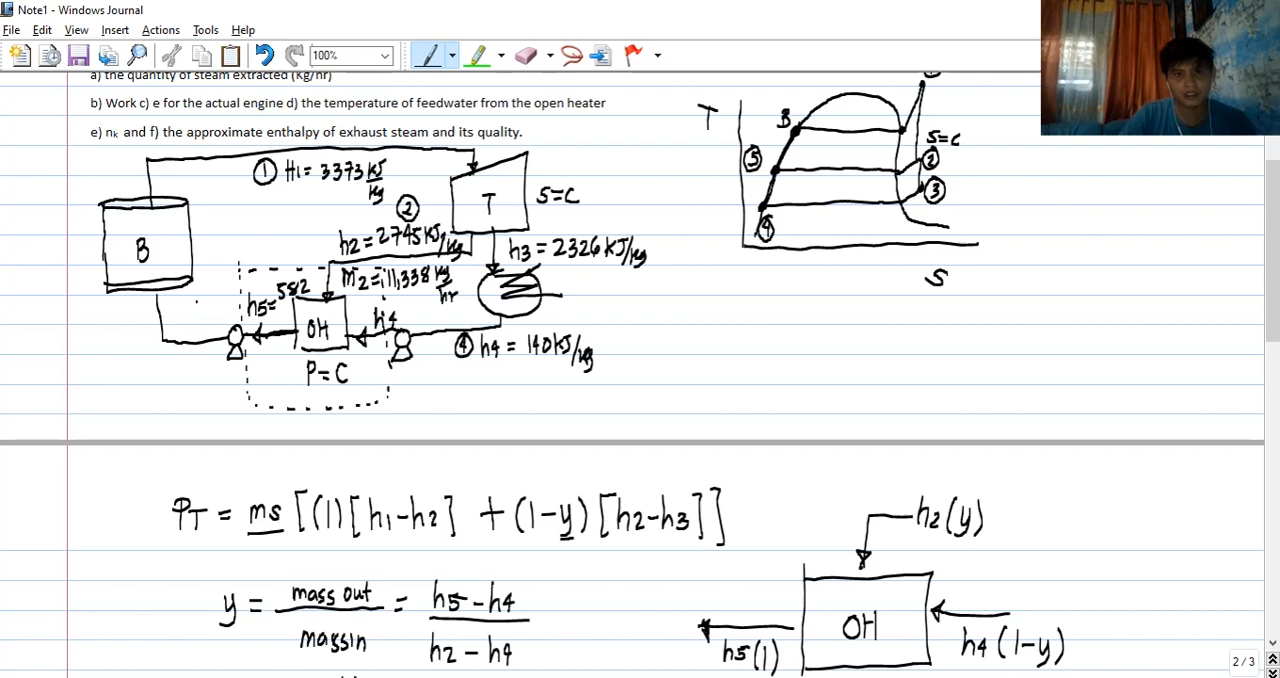 Note1 - Windows Journal
File Edit View Insert Actions Tools Help
100%
a) the quantity of steam extracted (Kg/hr)
b) Work c) e for the actual engine d) the temperature of feedwater from the open heater
e) nk and f) the approximate enthalpy of exhaust steam and its quality.
① H1 = 3373 KJ/kg
B
②
T
S=C
h2 = 2745 KJ/kg
h3 = 2326 KJ/kg
M2 = 11,338 kg/hr
h5 = 582
OH
h4
④ h4 = 140 KJ/kg
P = C
T
B
S=C
⑤
②
③
④
S
PT = ms [(1)[h1-h2] + (1-y)[h2-h3]]
h2(y)
y = mass out / mass in = h5 - h4 / h2 - h4
OH
h5(1)
h4(1-y)
2 / 3